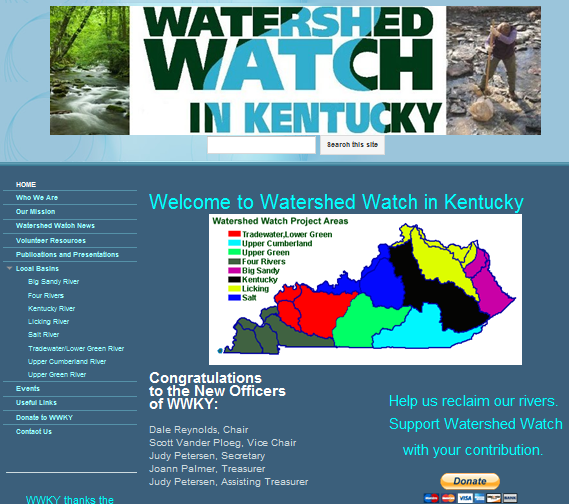 WATERSHED
WATCH
IN KENTUCKY
Search this site
HOME
Who We Are
Our Mission
Watershed Watch News
Volunteer Resources
Publications and Presentations
Local Basins
Big Sandy River
Four Rivers
Kentucky River
Licking River
Salt River
Tradewater/Lower Green River
Upper Cumberland River
Upper Green River
Events
Useful Links
Donate to WWKY
Contact Us
WWKY thanks the
Welcome to Watershed Watch in Kentucky
Watershed Watch Project Areas
Tradewater,Lower Green
Upper Cumberland
Upper Green
Four Rivers
Big Sandy
Kentucky
Licking
Salt
Congratulations
to the New Officers
of WWKY:
Dale Reynolds, Chair
Scott Vander Ploeg, Vice Chair
Judy Petersen, Secretary
Joann Palmer, Treasurer
Judy Petersen, Assisting Treasurer
Help us reclaim our rivers.
Support Watershed Watch
with your contribution.
Donate